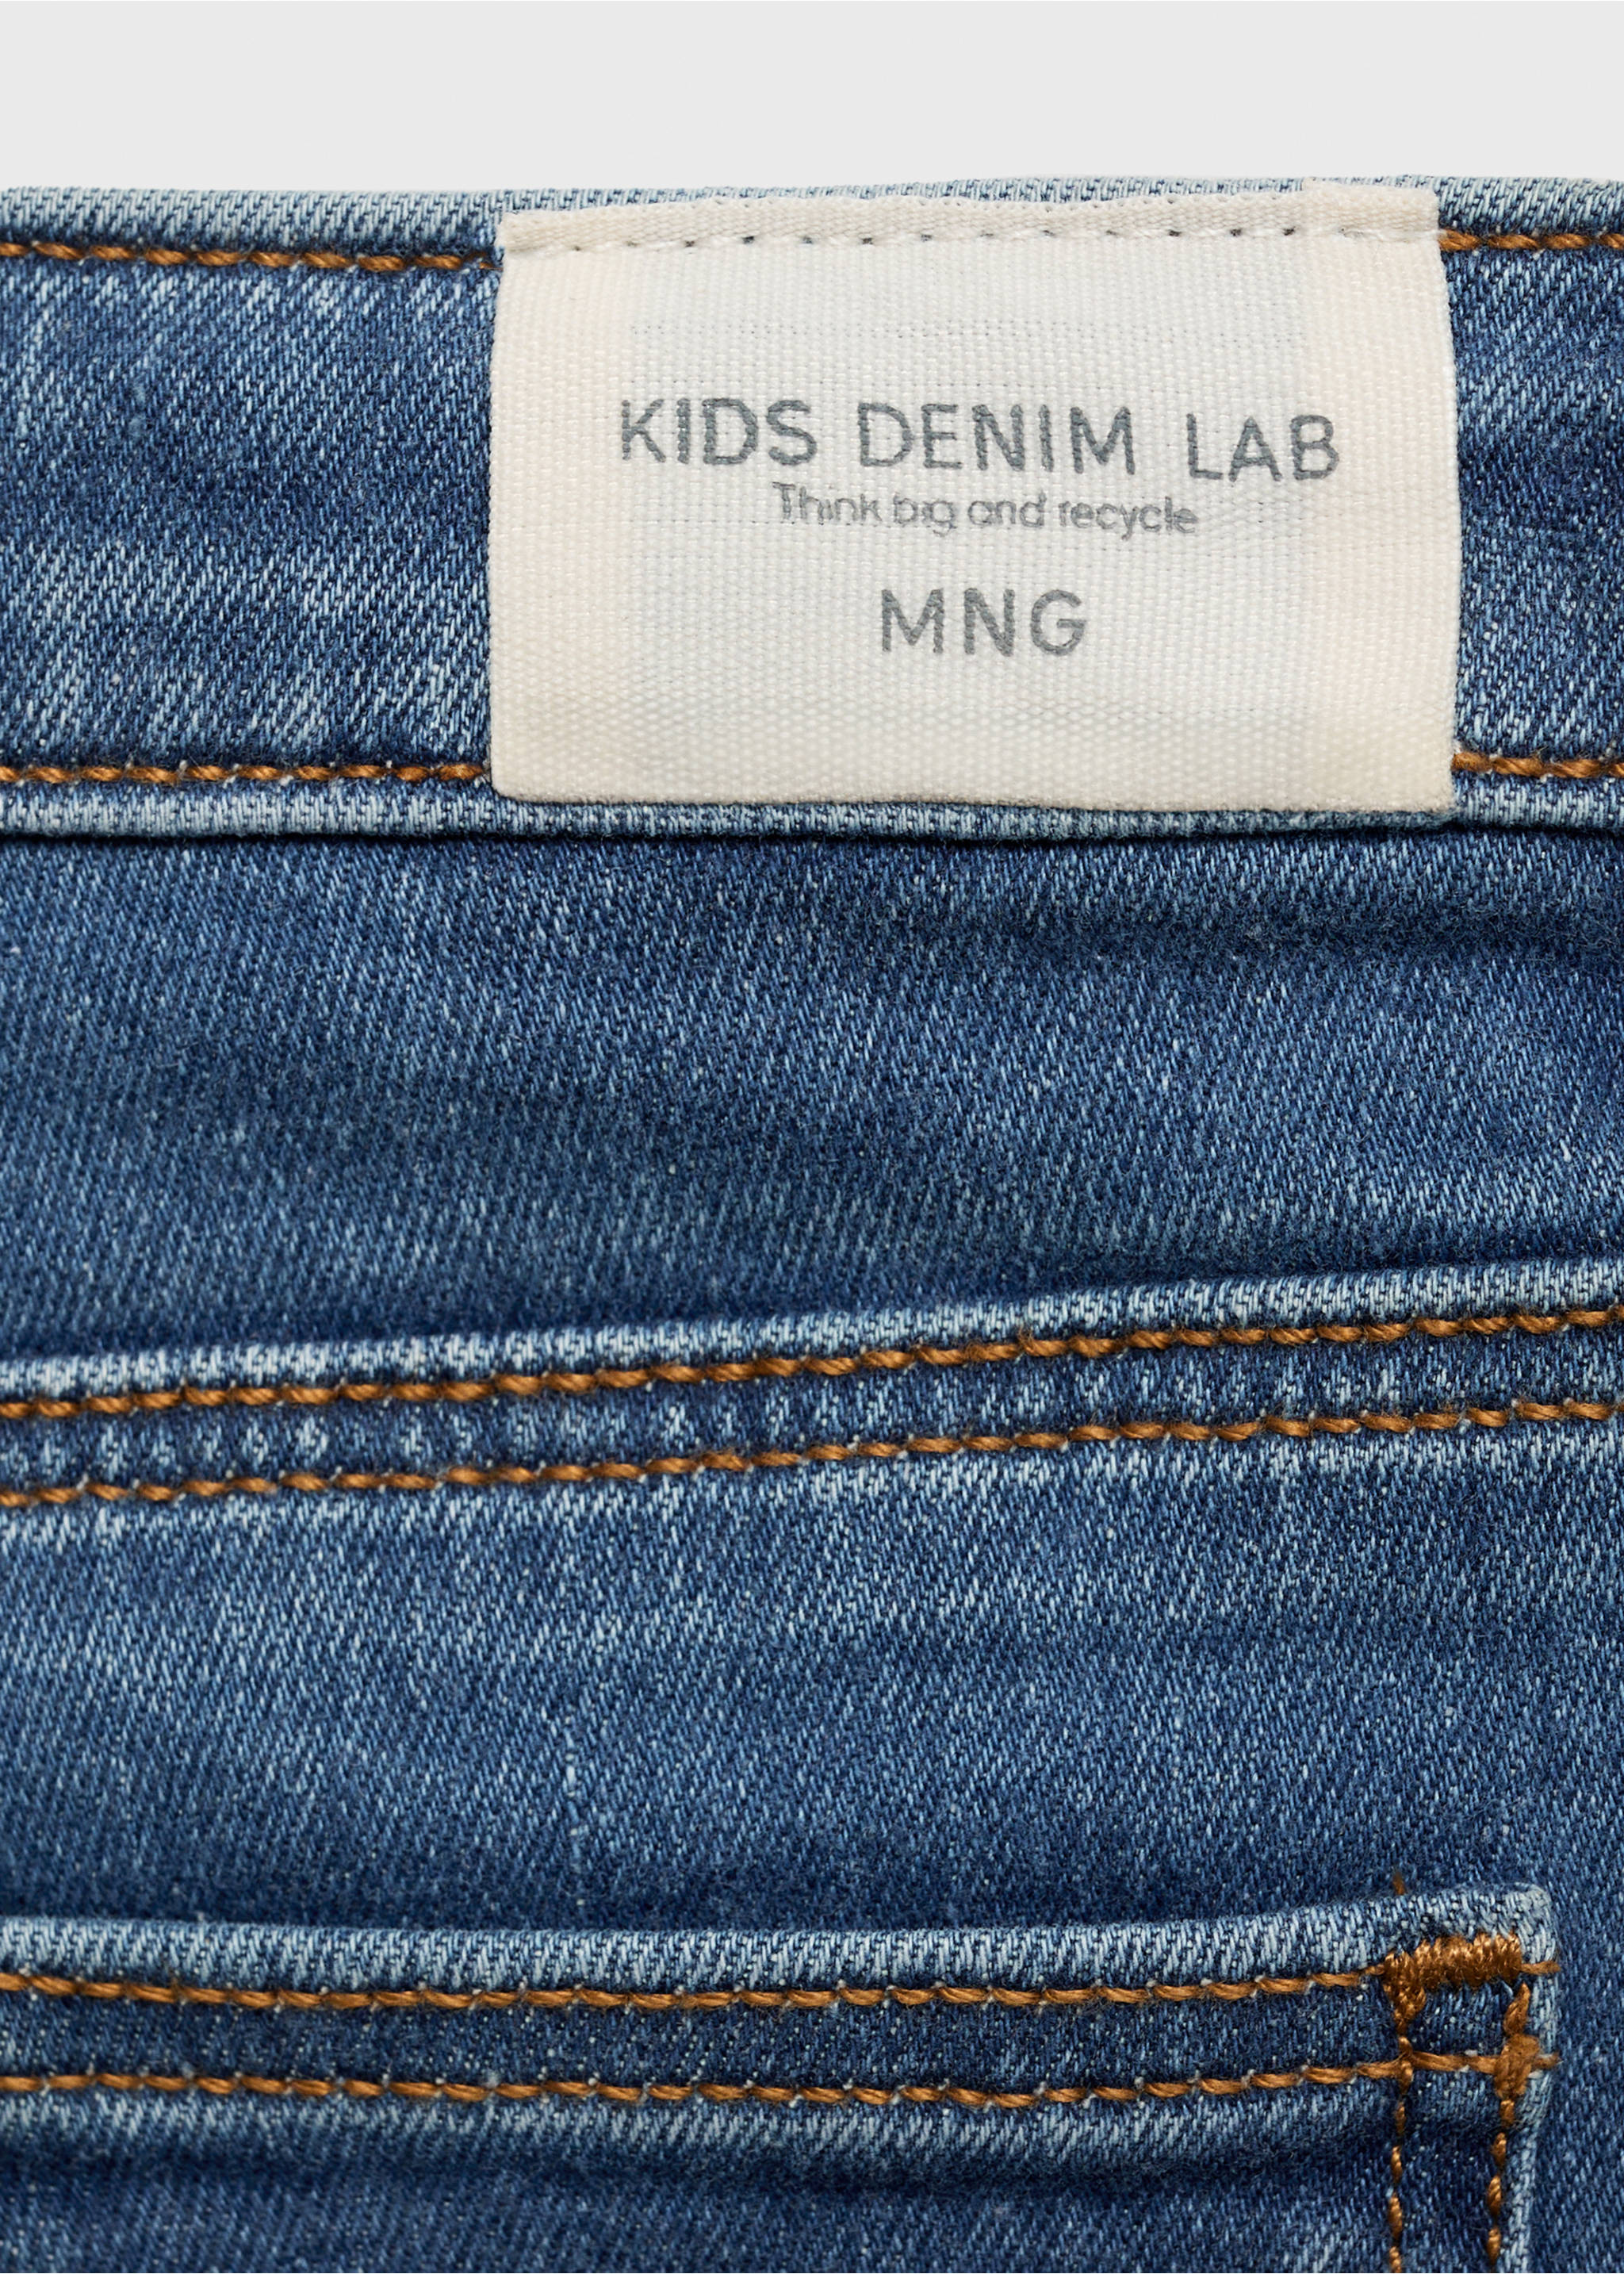 KIDS DENIM LAB
Think big and recycle
MNG